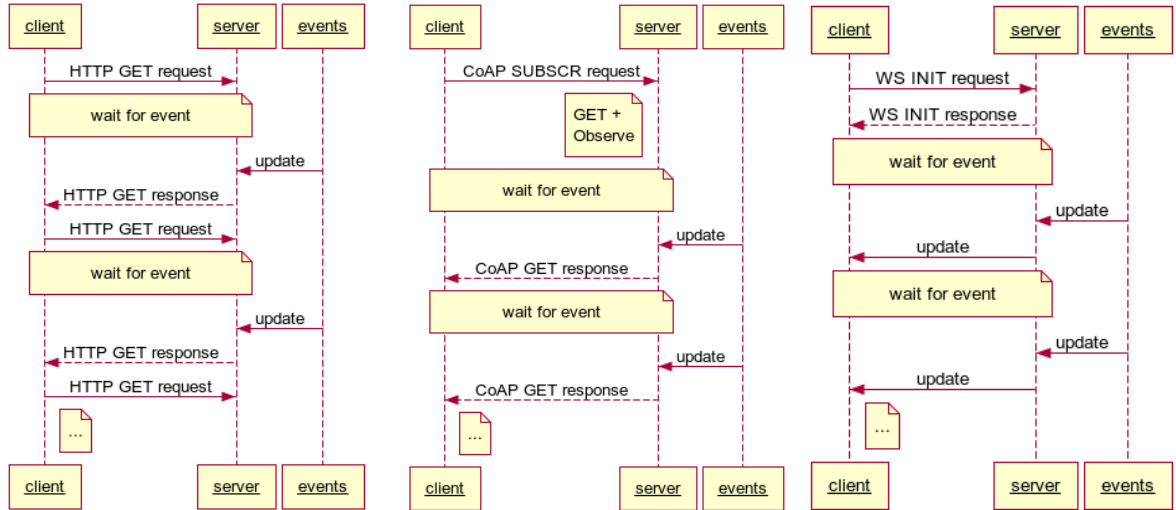 client
server
events
HTTP GET request
wait for event
update
HTTP GET response
HTTP GET request
wait for event
update
HTTP GET response
HTTP GET request
...
client
server
events
client
server
events
CoAP SUBSCR request
GET +
Observe
wait for event
update
CoAP GET response
wait for event
update
CoAP GET response
...
client
server
events
client
server
events
WS INIT request
WS INIT response
wait for event
update
update
wait for event
update
update
...
client
server
events